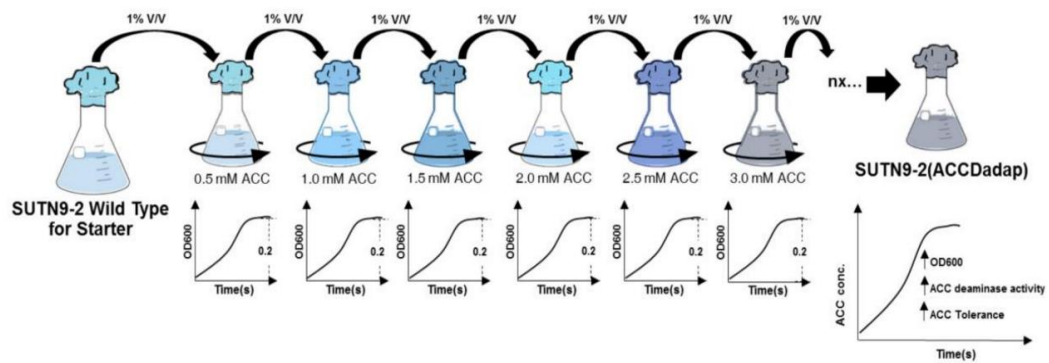 1% V/V
1% V/V
1% V/V
1% V/V
1% V/V
1% V/V
1% V/V
nx...
SUTN9-2 Wild Type
for Starter
0.5 mM ACC
1.0 mM ACC
1.5 mM ACC
2.0 mM ACC
2.5 mM ACC
3.0 mM ACC
SUTN9-2(ACCDadap)
OD600
0.2
Time(s)
OD600
0.2
Time(s)
OD600
0.2
Time(s)
OD600
0.2
Time(s)
OD600
0.2
Time(s)
OD600
0.2
Time(s)
ACC conc.
OD600
ACC deaminase activity
ACC Tolerance
Time(s)